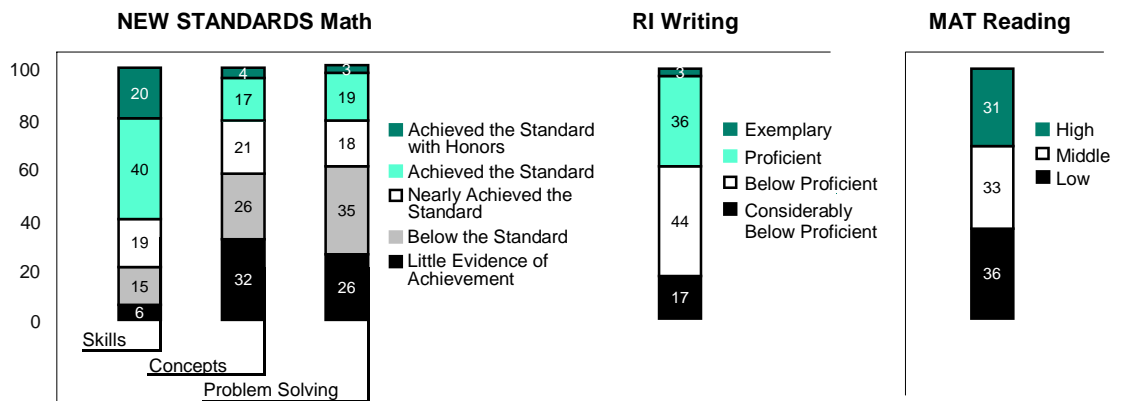 NEW STANDARDS Math
RI Writing
MAT Reading
100
80
60
40
20
0
20
40
19
15
6
4
17
21
26
32
3
19
18
35
26
Skills
Concepts
Problem Solving
Achieved the Standard
with Honors
Achieved the Standard
Nearly Achieved the
Standard
Below the Standard
Little Evidence of
Achievement
3
36
44
17
Exemplary
Proficient
Below Proficient
Considerably
Below Proficient
31
33
36
High
Middle
Low